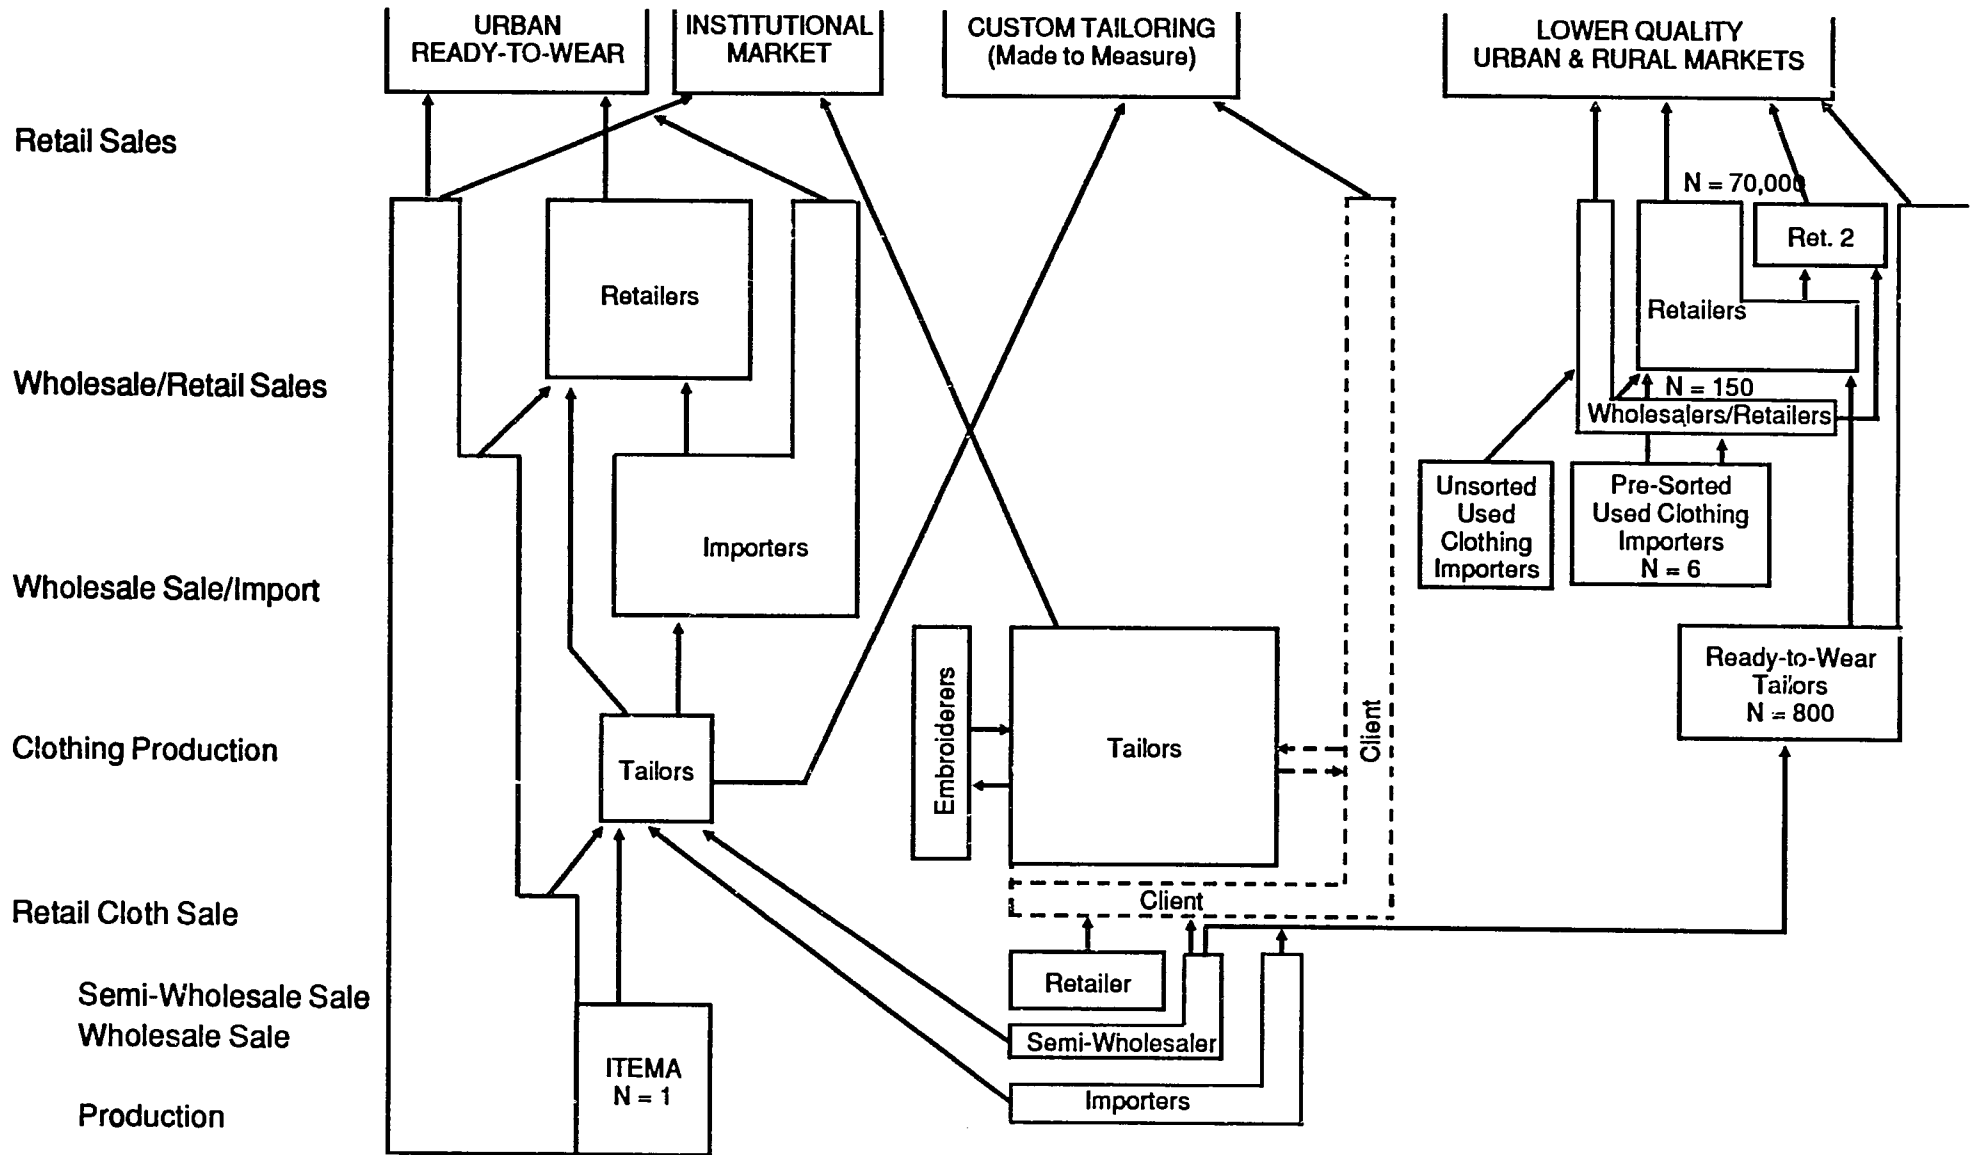 URBAN
READY-TO-WEAR
INSTITUTIONAL
MARKET
CUSTOM TAILORING
(Made to Measure)
LOWER QUALITY
URBAN & RURAL MARKETS
Retail Sales
N = 70,000
Ret. 2
Retailers
Retailers
Wholesale/Retail Sales
N = 150
Wholesalers/Retailers
Unsorted
Used
Clothing
Importers
Pre-Sorted
Used Clothing
Importers
N = 6
Importers
Wholesale Sale/Import
Ready-to-Wear
Tailors
N = 800
Embroiderers
Tailors
Client
Clothing Production
Tailors
Client
Retail Cloth Sale
Retailer
Semi-Wholesale Sale
Wholesale Sale
Semi-Wholesaler
ITEMA
N = 1
Importers
Production